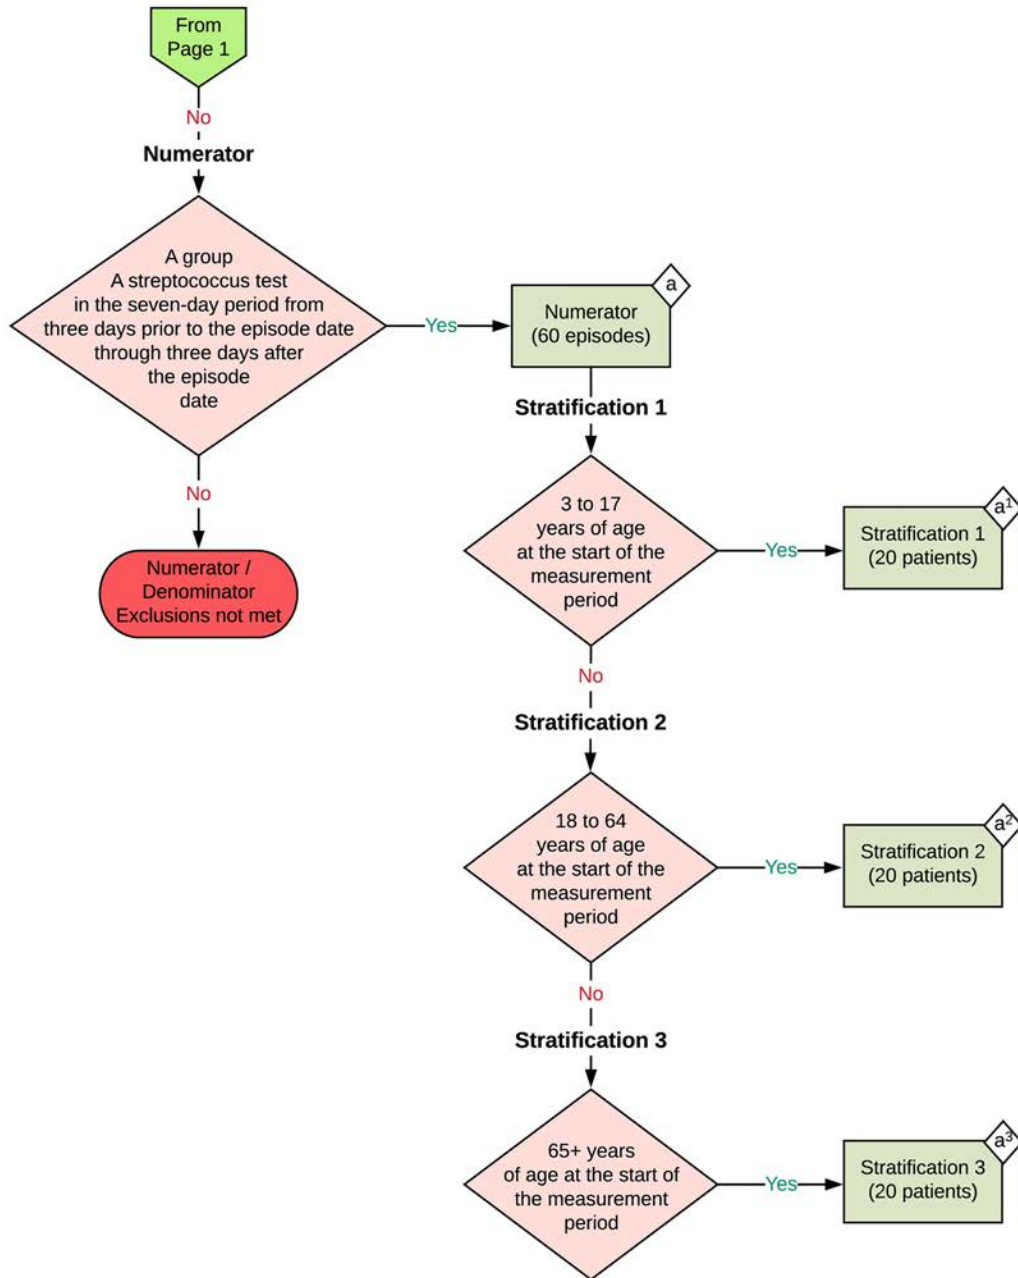 From
Page 1
No
Numerator
A group
A streptococcus test
in the seven-day period from
three days prior to the episode date
through three days after
the episode
date
Yes
Numerator
(60 episodes)
a
No
Numerator /
Denominator
Exclusions not met
Stratification 1
3 to 17
years of age
at the start of the
measurement
period
Yes
Stratification 1
(20 patients)
a¹
No
Stratification 2
18 to 64
years of age
at the start of the
measurement
period
Yes
Stratification 2
(20 patients)
a²
No
Stratification 3
65+ years
of age at the start of
the measurement
period
Yes
Stratification 3
(20 patients)
a³